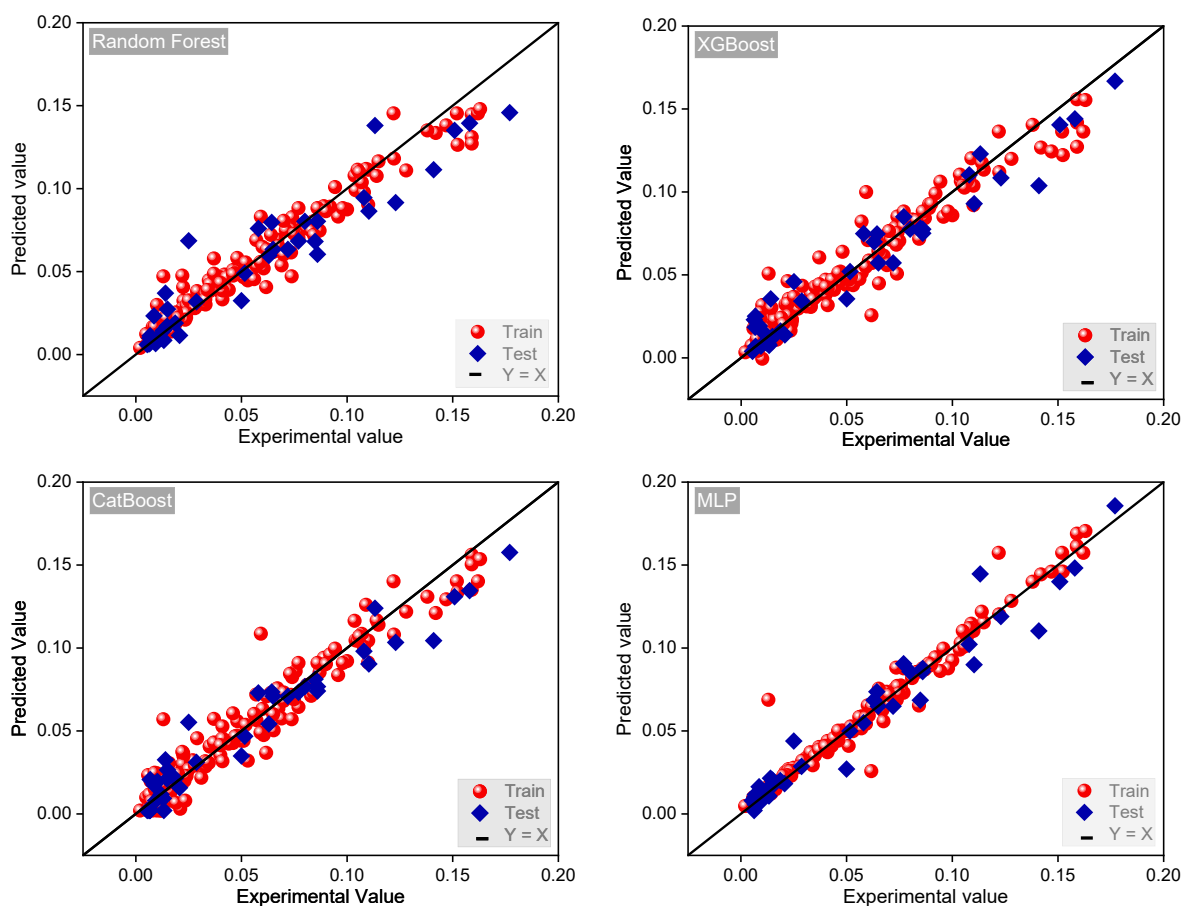 Random Forest
Predicted value
0.20
0.15
0.10
0.05
0.00
0.00 0.05 0.10 0.15 0.20
Experimental value
Train
Test
Y = X
XGBoost
Predicted Value
0.20
0.15
0.10
0.05
0.00
0.00 0.05 0.10 0.15 0.20
Experimental Value
Train
Test
Y = X
CatBoost
Predicted Value
0.20
0.15
0.10
0.05
0.00
0.00 0.05 0.10 0.15 0.20
Experimental Value
Train
Test
Y = X
MLP
Predicted value
0.20
0.15
0.10
0.05
0.00
0.00 0.05 0.10 0.15 0.20
Experimental value
Train
Test
Y = X